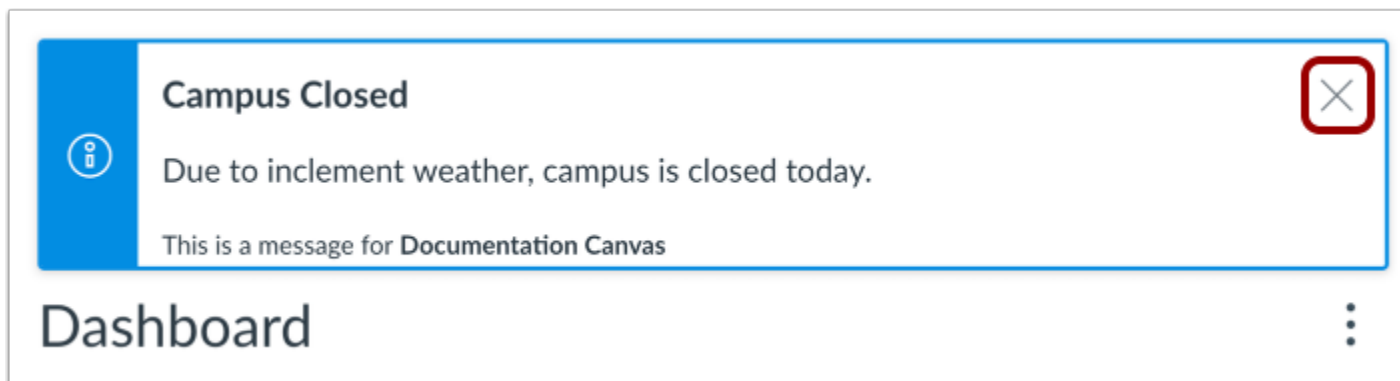 Campus Closed
Due to inclement weather, campus is closed today.
This is a message for Documentation Canvas
Dashboard